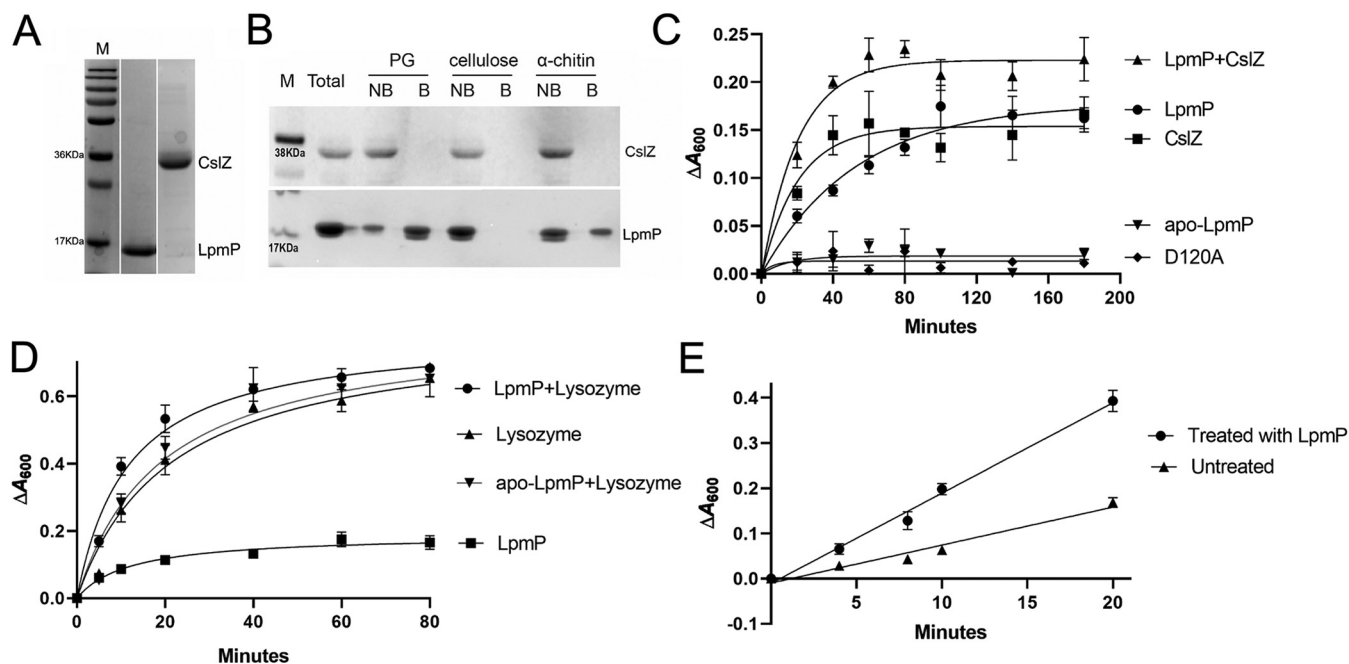 A
M
36KDa
17KDa
CslZ
LpmP
B
PG cellulose α-chitin
M Total NB B NB B NB B
38KDa
17KDa
CslZ
LpmP
C
0.25
0.20
0.15
0.10
0.05
0.00
ΔA600
0 40 80 120 160 200
Minutes
LpmP+CslZ
LpmP
CslZ
apo-LpmP
D120A
D
0.6
0.4
0.2
0.0
ΔA600
0 20 40 60 80
Minutes
LpmP+Lysozyme
Lysozyme
apo-LpmP+Lysozyme
LpmP
E
0.4
0.3
0.2
0.1
0.0
-0.1
ΔA600
5 10 15 20
Minutes
Treated with LpmP
Untreated